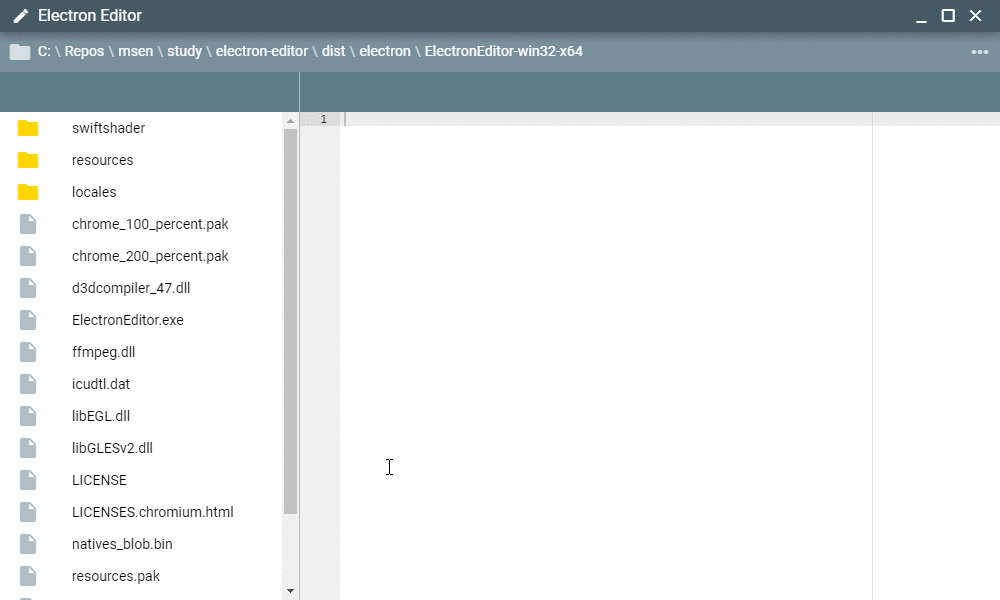 Electron Editor
C: \ Repos \ msen \ study \ electron-editor \ dist \ electron \ ElectronEditor-win32-x64
1
swiftshader
resources
locales
chrome_100_percent.pak
chrome_200_percent.pak
d3dcompiler_47.dll
ElectronEditor.exe
ffmpeg.dll
icudtl.dat
libEGL.dll
libGLESv2.dll
LICENSE
LICENSES.chromium.html
natives_blob.bin
resources.pak